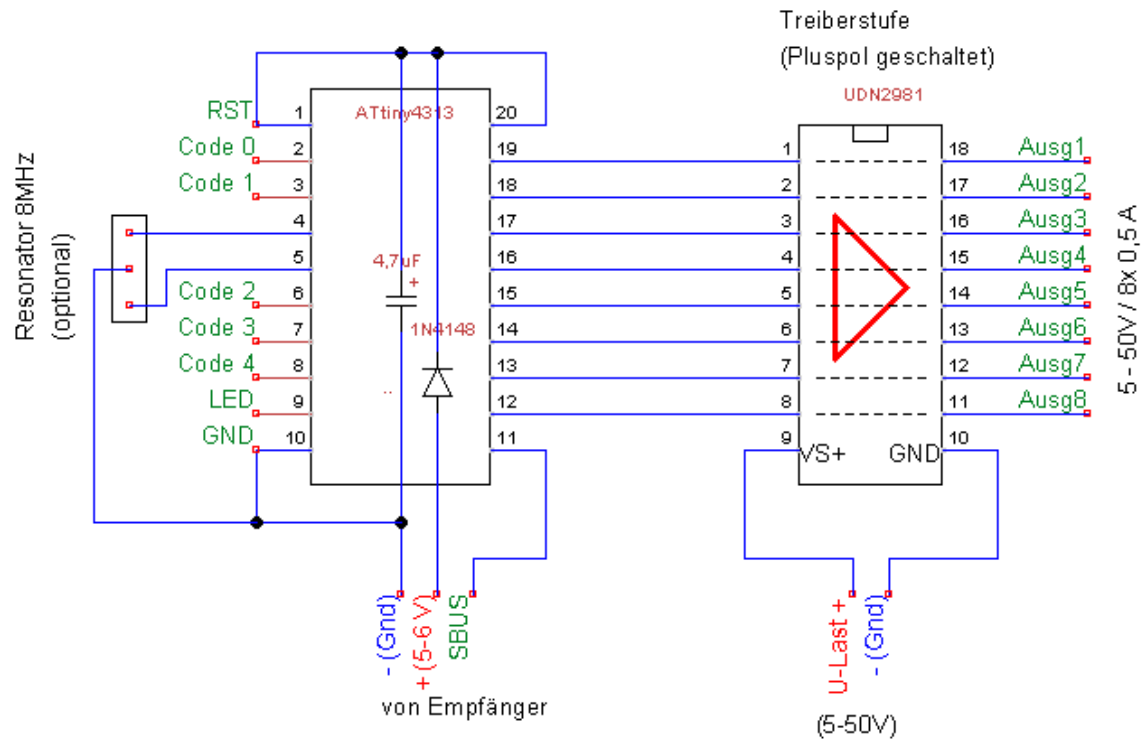 Treiberstufe
(Pluspol geschaltet)
UDN2981
ATtiny4313
RST
1
20
Code 0
2
19
Code 1
3
18
4
17
5
16
Code 2
6
15
Code 3
7
14
Code 4
8
13
LED
9
12
GND
10
11
Resonator 8MHz
(optional)
4,7uF
+
1N4148
..
1
18
Ausg1
2
17
Ausg2
3
16
Ausg3
4
15
Ausg4
5
14
Ausg5
6
13
Ausg6
7
12
Ausg7
8
11
Ausg8
9
10
VS+
GND
5- 50V / 8x 0,5A
- (Gnd)
+ (5-6 V)
SBUS
von Empfänger
U-Last +
- (Gnd)
(5-50V)